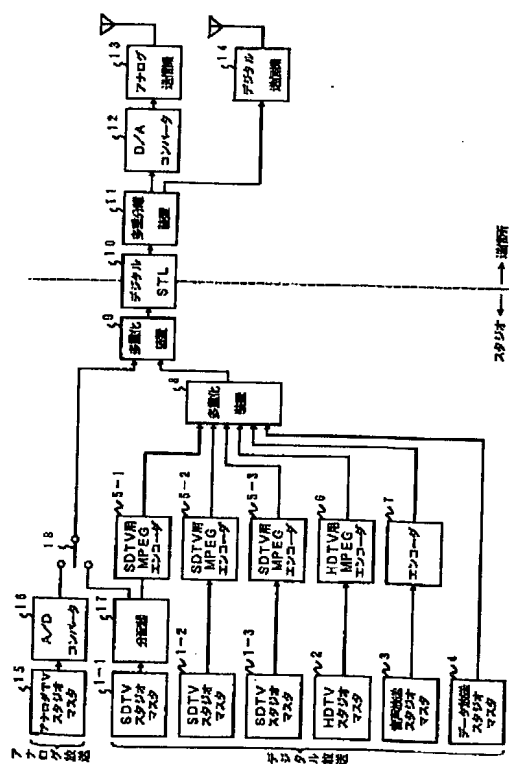 アナログ放送
15
アナログTV
スタジオ
マスタ
16
A/D
コンバータ
18
デジタル放送
1-1
SDTV
スタジオ
マスタ
17
分配器
5-1
SDTV用
MPEG
エンコーダ
1-2
SDTV
スタジオ
マスタ
5-2
SDTV用
MPEG
エンコーダ
1-3
SDTV
スタジオ
マスタ
5-3
SDTV用
MPEG
エンコーダ
2
HDTV
スタジオ
マスタ
6
HDTV用
MPEG
エンコーダ
3
音声放送
スタジオ
マスタ
7
エンコーダ
4
データ放送
スタジオ
マスタ
8
多重化
装置
9
多重化
装置
10
デジタル
STL
11
多重分離
装置
12
D/A
コンバータ
13
アナログ
送信機
14
デジタル
送信機
スタジオ
送信所